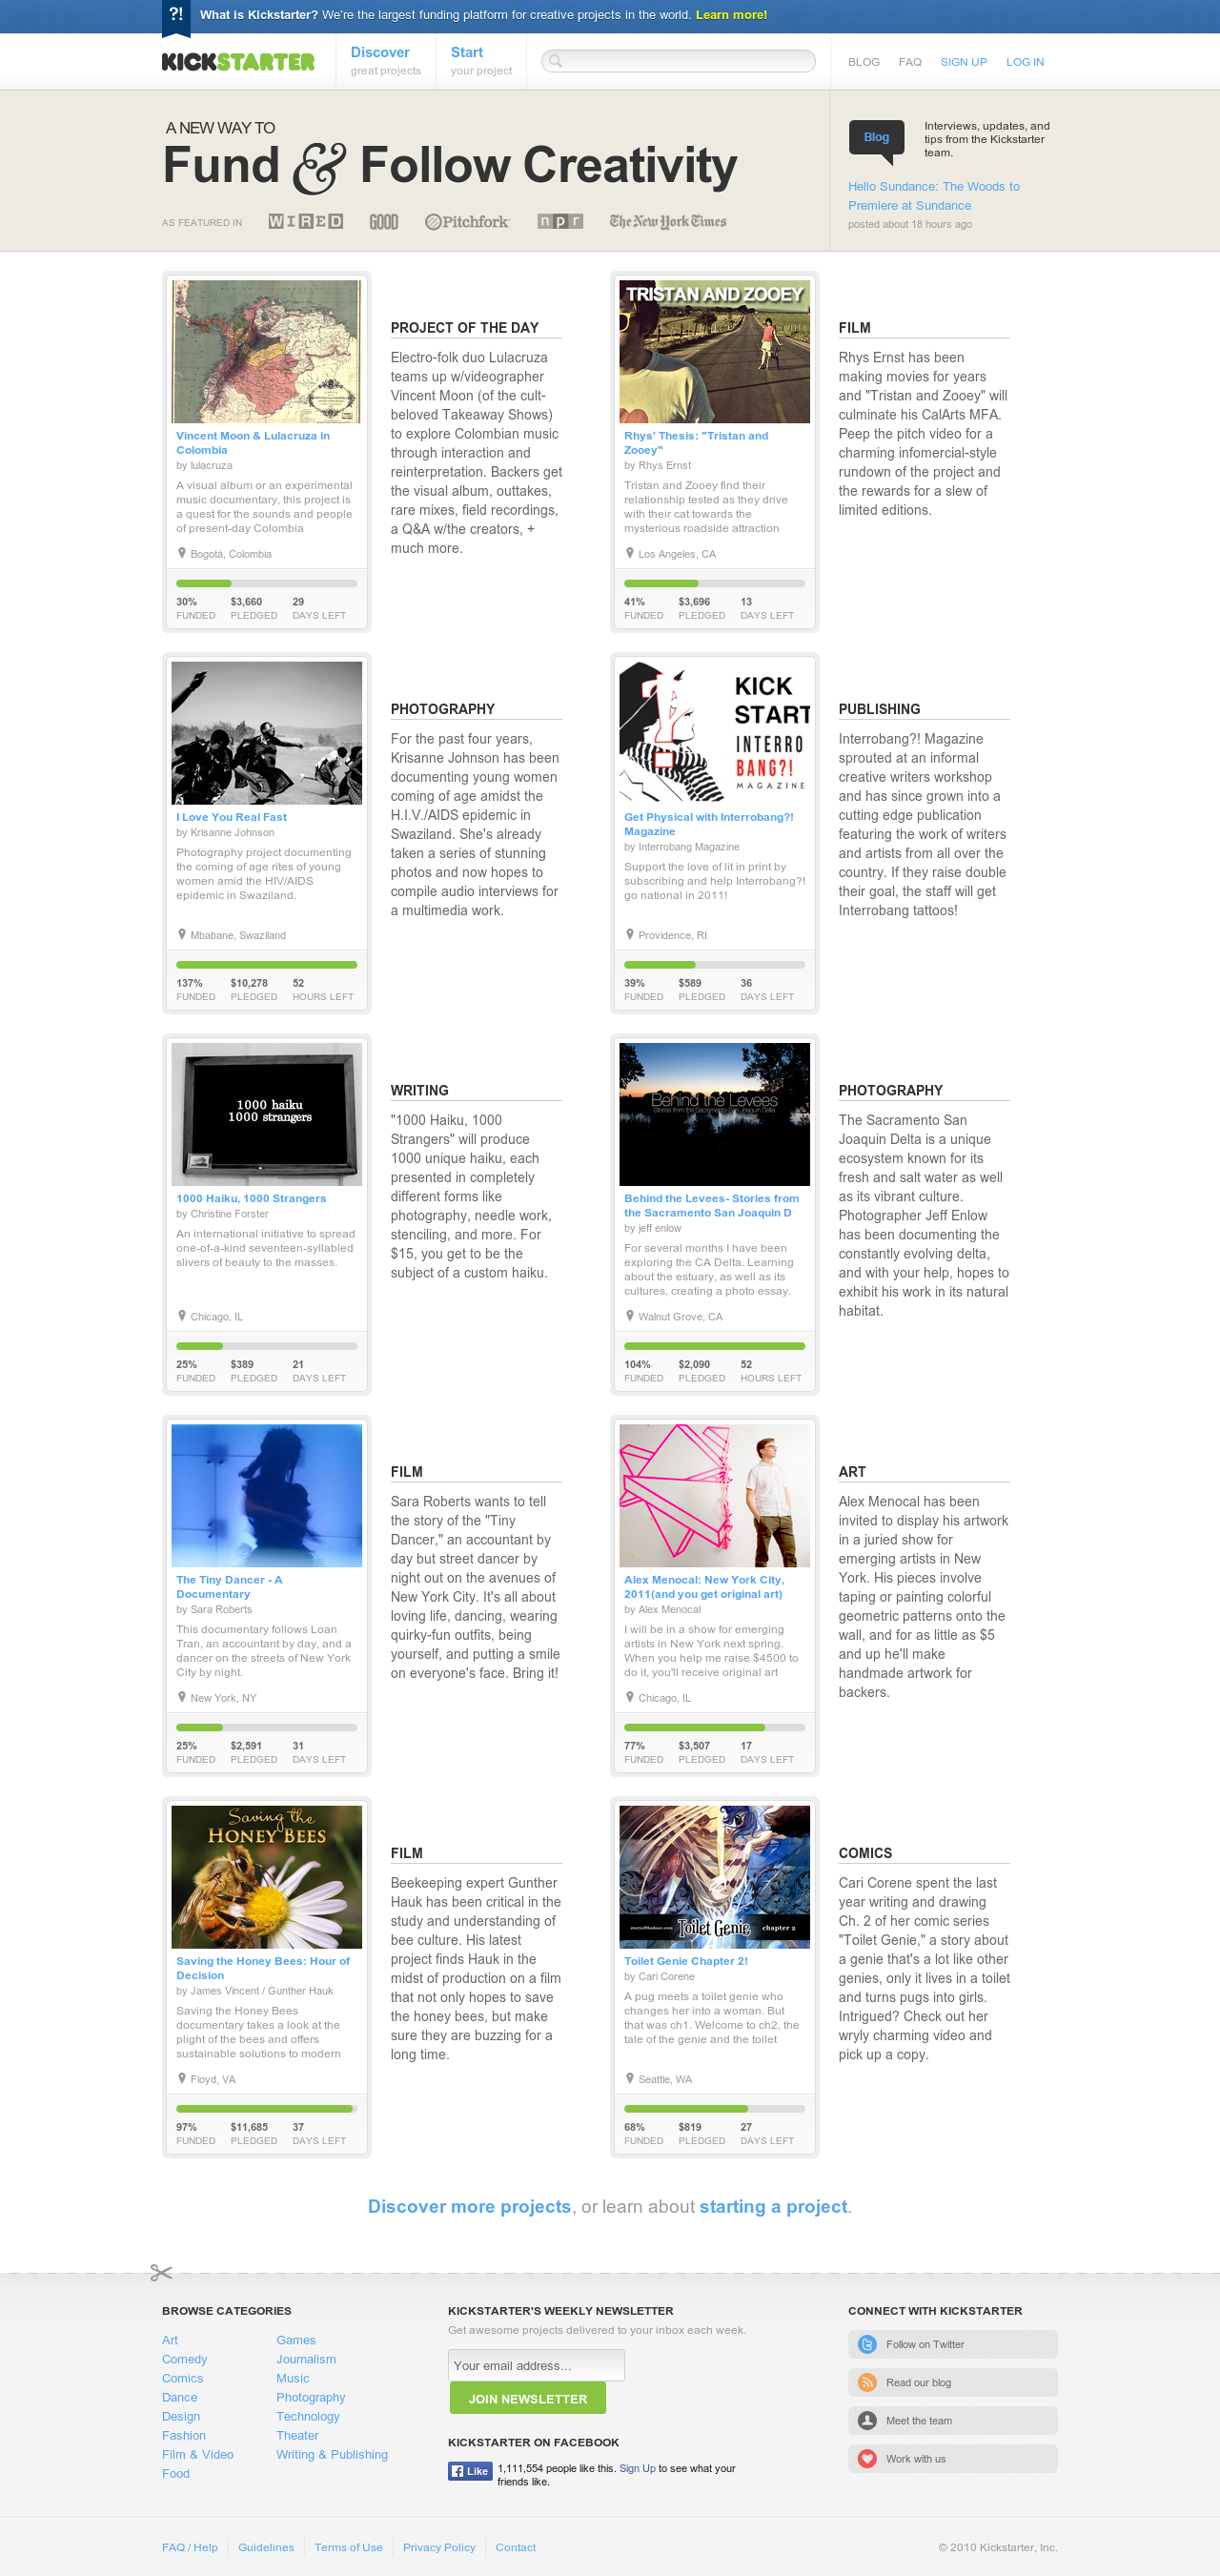 ?! What is Kickstarter? We're the largest funding platform for creative projects in the world. Learn more!
KICKSTARTER
Discover
great projects
Start
your project
BLOG FAQ SIGN UP LOG IN
A NEW WAY TO
Fund & Follow Creativity
AS FEATURED IN WIRED GOOD Pitchfork npr The New York Times
Blog
Interviews, updates, and
tips from the Kickstarter
team.
Hello Sundance: The Woods to
Premiere at Sundance
posted about 18 hours ago
Vincent Moon & Lulacruza in
Colombia
by lulacruza
A visual album or an experimental
music documentary, this project is
a quest for the sounds and people
of present-day Colombia
Bogotá, Colombia
30% $3,660 29
FUNDED PLEDGED DAYS LEFT
PROJECT OF THE DAY
Electro-folk duo Lulacruza
teams up w/videographer
Vincent Moon (of the cult-
beloved Takeaway Shows)
to explore Colombian music
through interaction and
reinterpretation. Backers get
the visual album, outtakes,
rare mixes, field recordings,
a Q&A w/the creators, +
much more.
TRISTAN AND ZOOEY
Rhys' Thesis: "Tristan and
Zooey"
by Rhys Ernst
Tristan and Zooey find their
relationship tested as they drive
with their cat towards the
mysterious roadside attraction
Los Angeles, CA
41% $3,696 13
FUNDED PLEDGED DAYS LEFT
FILM
Rhys Ernst has been
making movies for years
and "Tristan and Zooey" will
culminate his CalArts MFA.
Peep the pitch video for a
charming infomercial-style
rundown of the project and
the rewards for a slew of
limited editions.
I Love You Real Fast
by Krisanne Johnson
Photography project documenting
the coming of age rites of young
women amid the HIV/AIDS
epidemic in Swaziland.
Mbabane, Swaziland
137% $10,278 52
FUNDED PLEDGED HOURS LEFT
PHOTOGRAPHY
For the past four years,
Krisanne Johnson has been
documenting young women
coming of age amidst the
H.I.V./AIDS epidemic in
Swaziland. She's already
taken a series of stunning
photos and now hopes to
compile audio interviews for
a multimedia work.
KICK
START
INTERRO
BANG?!
MAGAZINE
Get Physical with Interrobang?!
Magazine
by Interrobang Magazine
Support the love of lit in print by
subscribing and help Interrobang?!
go national in 2011!
Providence, RI
39% $589 36
FUNDED PLEDGED DAYS LEFT
PUBLISHING
Interrobang?! Magazine
sprouted at an informal
creative writers workshop
and has since grown into a
cutting edge publication
featuring the work of writers
and artists from all over the
country. If they raise double
their goal, the staff will get
Interrobang tattoos!
1000 haiku
1000 strangers
1000 Haiku, 1000 Strangers
by Christine Forster
An international initiative to spread
one-of-a-kind seventeen-syllabled
slivers of beauty to the masses.
Chicago, IL
25% $389 21
FUNDED PLEDGED DAYS LEFT
WRITING
"1000 Haiku, 1000
Strangers" will produce
1000 unique haiku, each
presented in completely
different forms like
photography, needle work,
stenciling, and more. For
$15, you get to be the
subject of a custom haiku.
Behind the Levees
Stories from the Sacramento San Joaquin Delta
Behind the Levees- Stories from
the Sacramento San Joaquin D
by jeff enlow
For several months I have been
exploring the CA Delta. Learning
about the estuary, as well as its
cultures, creating a photo essay.
Walnut Grove, CA
104% $2,090 52
FUNDED PLEDGED HOURS LEFT
PHOTOGRAPHY
The Sacramento San
Joaquin Delta is a unique
ecosystem known for its
fresh and salt water as well
as its vibrant culture.
Photographer Jeff Enlow
has been documenting the
constantly evolving delta,
and with your help, hopes to
exhibit his work in its natural
habitat.
The Tiny Dancer - A
Documentary
by Sara Roberts
This documentary follows Loan
Tran, an accountant by day, and a
dancer on the streets of New York
City by night.
New York, NY
25% $2,591 31
FUNDED PLEDGED DAYS LEFT
FILM
Sara Roberts wants to tell
the story of the "Tiny
Dancer," an accountant by
day but street dancer by
night out on the avenues of
New York City. It's all about
loving life, dancing, wearing
quirky-fun outfits, being
yourself, and putting a smile
on everyone's face. Bring it!
Alex Menocal: New York City,
2011(and you get original art)
by Alex Menocal
I will be in a show for emerging
artists in New York next spring.
When you help me raise $4500 to
do it, you'll receive original art
Chicago, IL
77% $3,507 17
FUNDED PLEDGED DAYS LEFT
ART
Alex Menocal has been
invited to display his artwork
in a juried show for
emerging artists in New
York. His pieces involve
taping or painting colorful
geometric patterns onto the
wall, and for as little as $5
and up he'll make
handmade artwork for
backers.
Saving the
HONEY BEES
Saving the Honey Bees: Hour of
Decision
by James Vincent / Gunther Hauk
Saving the Honey Bees
documentary takes a look at the
plight of the bees and offers
sustainable solutions to modern
Floyd, VA
97% $11,685 37
FUNDED PLEDGED DAYS LEFT
FILM
Beekeeping expert Gunther
Hauk has been critical in the
study and understanding of
bee culture. His latest
project finds Hauk in the
midst of production on a film
that not only hopes to save
the honey bees, but make
sure they are buzzing for a
long time.
storyofthedoor.com Toilet Genie chapter 2
Toilet Genie Chapter 2!
by Cari Corene
A pug meets a toilet genie who
changes her into a woman. But
that was ch1. Welcome to ch2, the
tale of the genie and the toilet
Seattle, WA
68% $819 27
FUNDED PLEDGED DAYS LEFT
COMICS
Cari Corene spent the last
year writing and drawing
Ch. 2 of her comic series
"Toilet Genie," a story about
a genie that's a lot like other
genies, only it lives in a toilet
and turns pugs into girls.
Intrigued? Check out her
wryly charming video and
pick up a copy.
Discover more projects, or learn about starting a project.
BROWSE CATEGORIES
Art
Comedy
Comics
Dance
Design
Fashion
Film & Video
Food
Games
Journalism
Music
Photography
Technology
Theater
Writing & Publishing
KICKSTARTER'S WEEKLY NEWSLETTER
Get awesome projects delivered to your inbox each week.
Your email address...
JOIN NEWSLETTER
KICKSTARTER ON FACEBOOK
Like 1,111,554 people like this. Sign Up to see what your
friends like.
CONNECT WITH KICKSTARTER
Follow on Twitter
Read our blog
Meet the team
Work with us
FAQ / Help Guidelines Terms of Use Privacy Policy Contact
© 2010 Kickstarter, Inc.